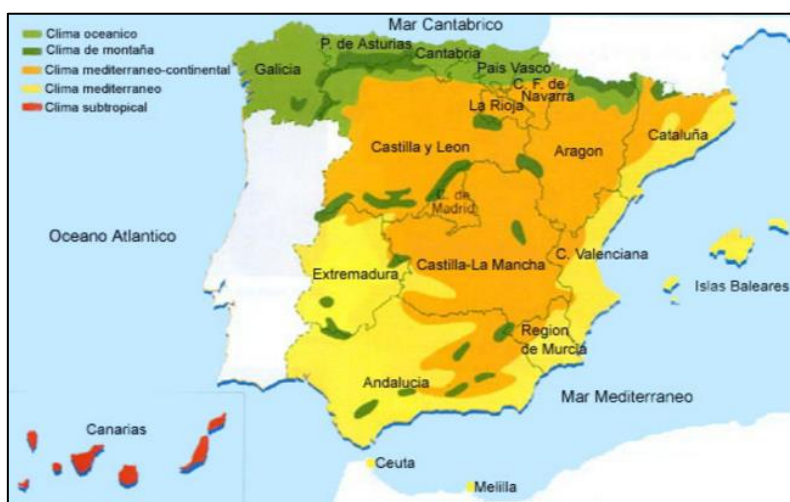 Mar Cantabrico
Clima oceanico
Clima de montaña
Clima mediterraneo-continental
Clima mediterraneo
Clima subtropical
P. de Asturias
Cantabria
Galicia
Pais Vasco
C. F. de
Navarra
La Rioja
Castilla y Leon
Aragon
Cataluña
C. de
Madrid
Oceano Atlantico
Extremadura
Castilla-La Mancha
C. Valenciana
Islas Baleares
Region
de Murcia
Andalucia
Mar Mediterraneo
Canarias
Ceuta
Melilla